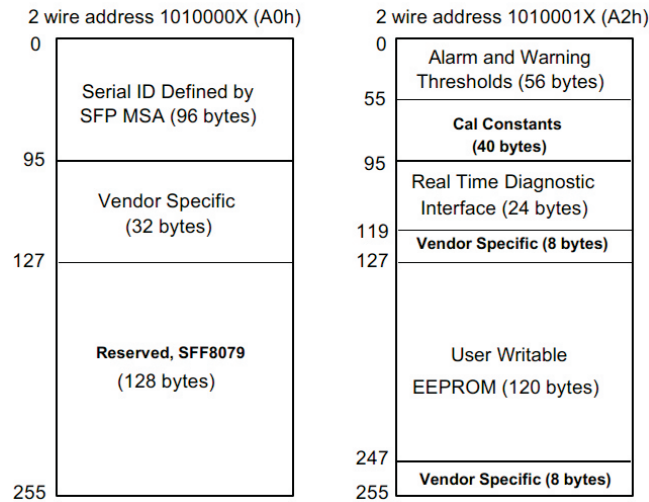 2 wire address 1010000X (A0h)
0
Serial ID Defined by
SFP MSA (96 bytes)
95
Vendor Specific
(32 bytes)
127
Reserved, SFF8079
(128 bytes)
255
2 wire address 1010001X (A2h)
0
Alarm and Warning
Thresholds (56 bytes)
55
Cal Constants
(40 bytes)
95
Real Time Diagnostic
Interface (24 bytes)
119
Vendor Specific (8 bytes)
127
User Writable
EEPROM (120 bytes)
247
Vendor Specific (8 bytes)
255